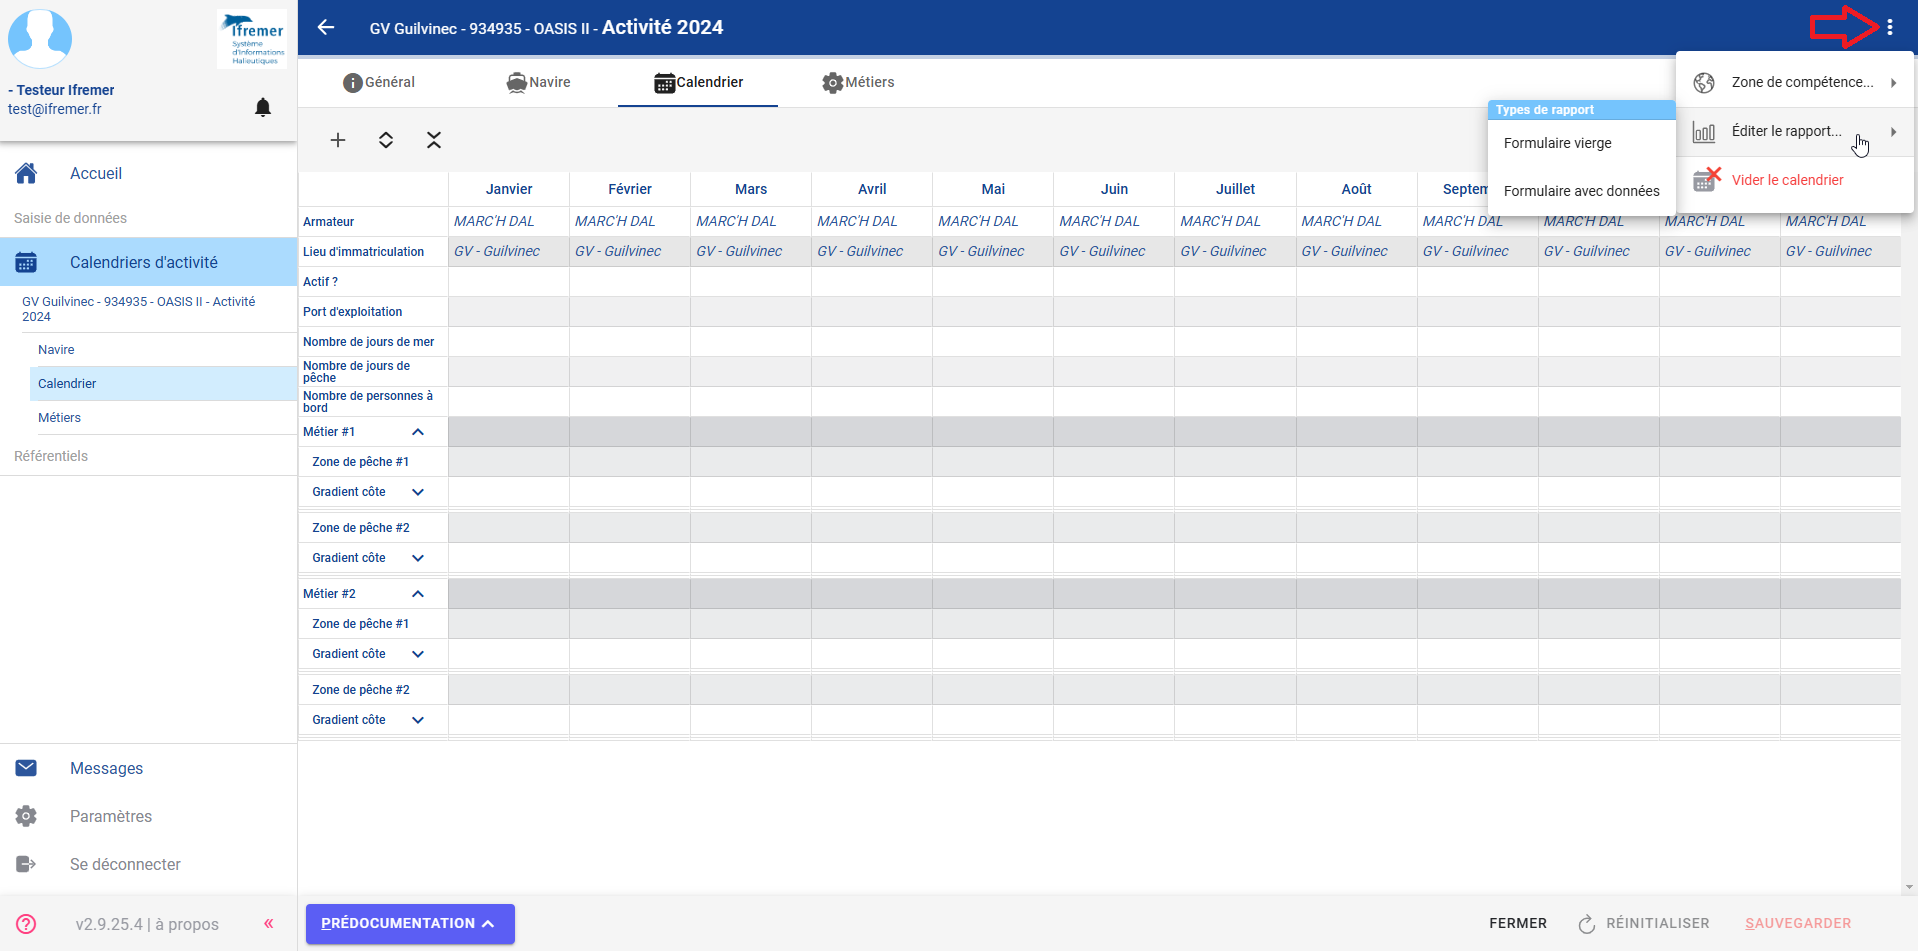 Ifremer
Système
d'Informations
Halieutiques
- Testeur Ifremer
test@ifremer.fr
Accueil
Saisie de données
Calendriers d'activité
GV Guilvinec - 934935 - OASIS II - Activité
2024
Navire
Calendrier
Métiers
Référentiels
Messages
Paramètres
Se déconnecter
v2.9.25.4 | à propos «
GV Guilvinec - 934935 - OASIS II - Activité 2024
Général Navire Calendrier Métiers
Zone de compétence...
Éditer le rapport...
Vider le calendrier
Types de rapport
Formulaire vierge
Formulaire avec données
Janvier Février Mars Avril Mai Juin Juillet Août Septem
Armateur MARC'H DAL MARC'H DAL MARC'H DAL MARC'H DAL MARC'H DAL MARC'H DAL MARC'H DAL MARC'H DAL MARC'H DAL MARC'H DAL MARC'H DAL MARC'H DAL
Lieu d'immatriculation GV - Guilvinec GV - Guilvinec GV - Guilvinec GV - Guilvinec GV - Guilvinec GV - Guilvinec GV - Guilvinec GV - Guilvinec GV - Guilvinec GV - Guilvinec GV - Guilvinec GV - Guilvinec
Actif ?
Port d'exploitation
Nombre de jours de mer
Nombre de jours de
pêche
Nombre de personnes à
bord
Métier #1
Zone de pêche #1
Gradient côte
Zone de pêche #2
Gradient côte
Métier #2
Zone de pêche #1
Gradient côte
Zone de pêche #2
Gradient côte
PRÉDOCUMENTATION
FERMER RÉINITIALISER SAUVEGARDER